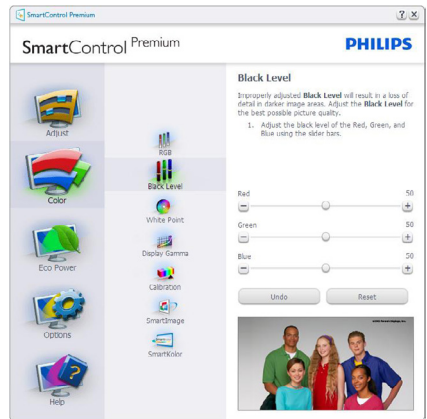 SmartControl Premium
SmartControl Premium
PHILIPS
Adjust
Color
Eco Power
Options
Help
RGB
Black Level
White Point
Display Gamma
Calibration
SmartImage
SmartKolor
Black Level
Improperly adjusted Black Level will result in a loss of
detail in darker image areas. Adjust the Black Level for
the best possible picture quality.
1. Adjust the black level of the Red, Green, and
Blue using the slider bars.
Red 50
Green 50
Blue 50
Undo Reset